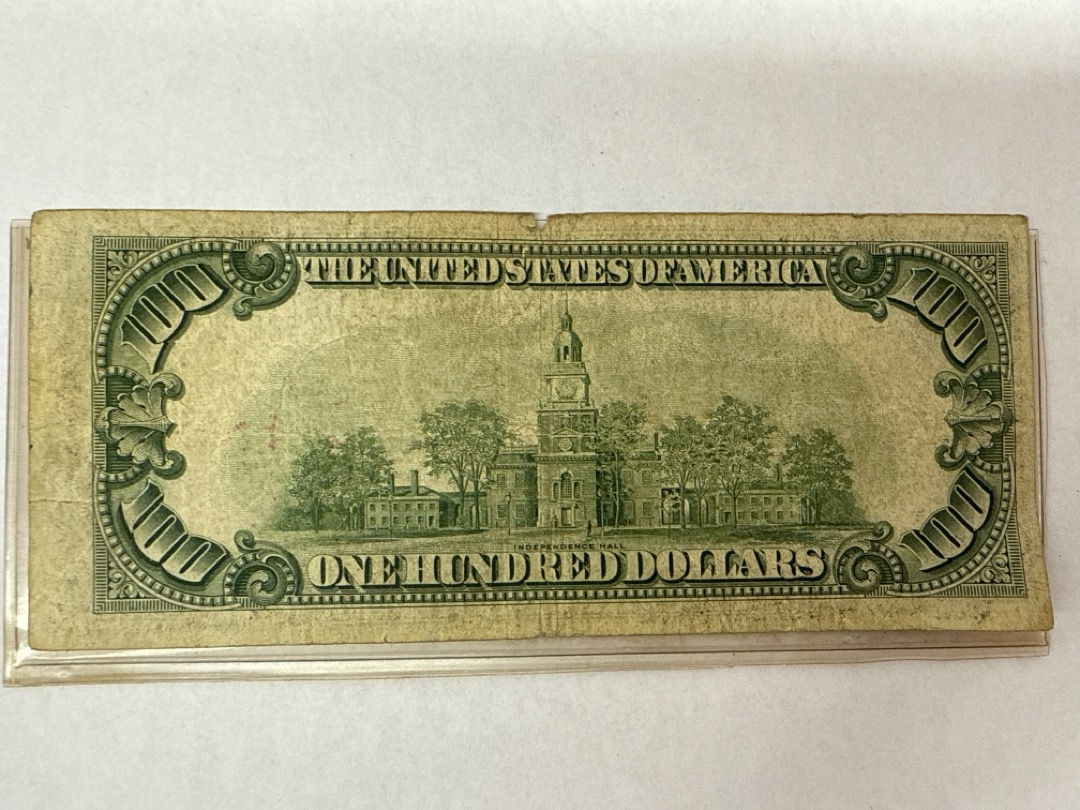 100 THE UNITED STATES OF AMERICA 100
INDEPENDENCE HALL
100 ONE HUNDRED DOLLARS 100